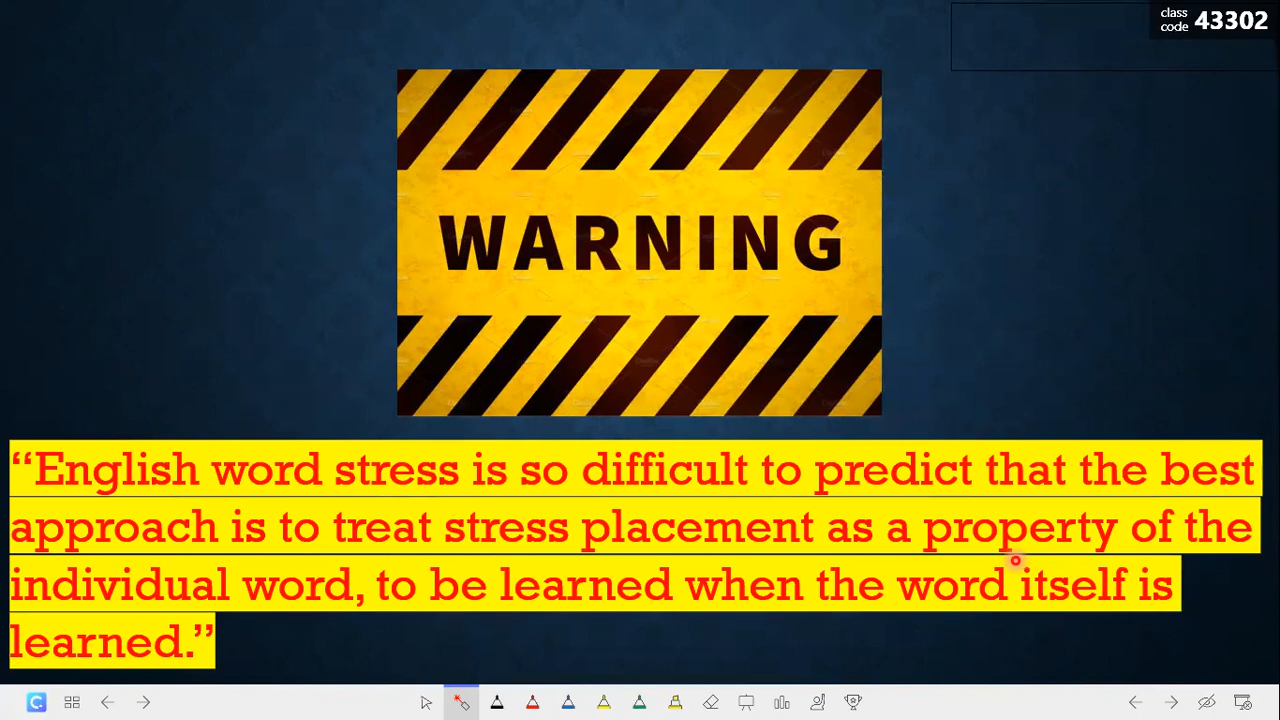 class
code 43302
WARNING
“English word stress is so difficult to predict that the best
approach is to treat stress placement as a property of the
individual word, to be learned when the word itself is
learned.”